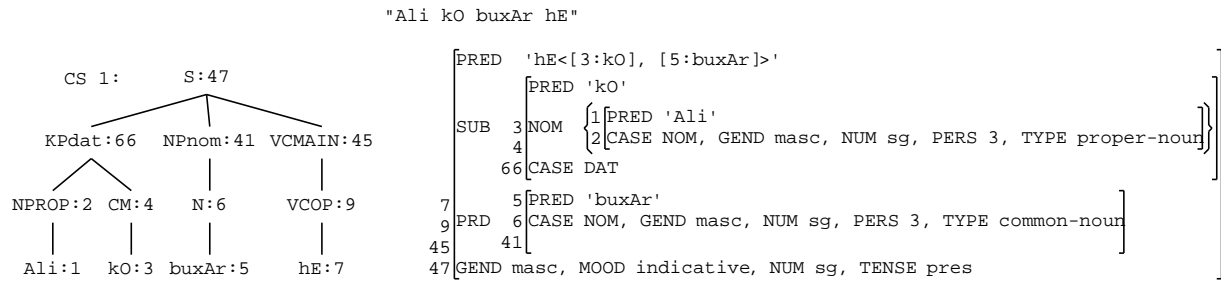 "Ali kO buxAr hE"
CS 1: S:47
KPdat:66 NPnom:41 VCMAIN:45
NPROP:2 CM:4 N:6 VCOP:9
Ali:1 kO:3 buxAr:5 hE:7
PRED 'hE<[3:kO], [5:buxAr]>'
PRED 'kO'
1 PRED 'Ali'
SUB 3 NOM
2 CASE NOM, GEND masc, NUM sg, PERS 3, TYPE proper-noun
4
66 CASE DAT
5 PRED 'buxAr'
7
PRD 6 CASE NOM, GEND masc, NUM sg, PERS 3, TYPE common-noun
9
41
45
47 GEND masc, MOOD indicative, NUM sg, TENSE pres